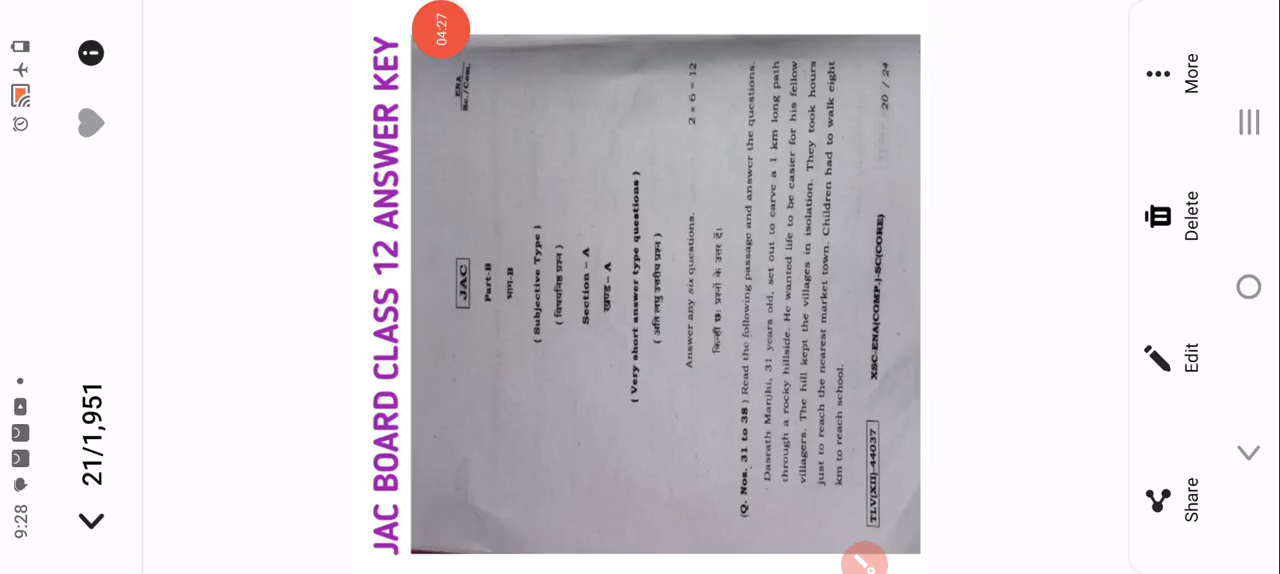 9:28
21/1,951
JAC BOARD CLASS 12 ANSWER KEY
04:27
ENA
Sc./Com.
JAC
Part-B
भाग-B
( Subjective Type )
( विषयनिष्ठ प्रश्न )
Section – A
खण्ड – A
( Very short answer type questions )
( अति लघु उत्तरीय प्रश्न )
Answer any six questions. 2 × 6 = 12
किन्हीं छः प्रश्नों के उत्तर दें।
(Q. Nos. 31 to 38 ) Read the following passage and answer the questions.
Dasrath Manjhi, 31 years old, set out to carve a 1 km long path
through a rocky hillside. He wanted life to be easier for his fellow
villagers. The hill kept the villages in isolation. They took hours
just to reach the nearest market town. Children had to walk eight
km to reach school.
TLV(XII)-44037 XSC-ENA(COMP.)-SC(CORE) 20 / 24
Share
Edit
Delete
More